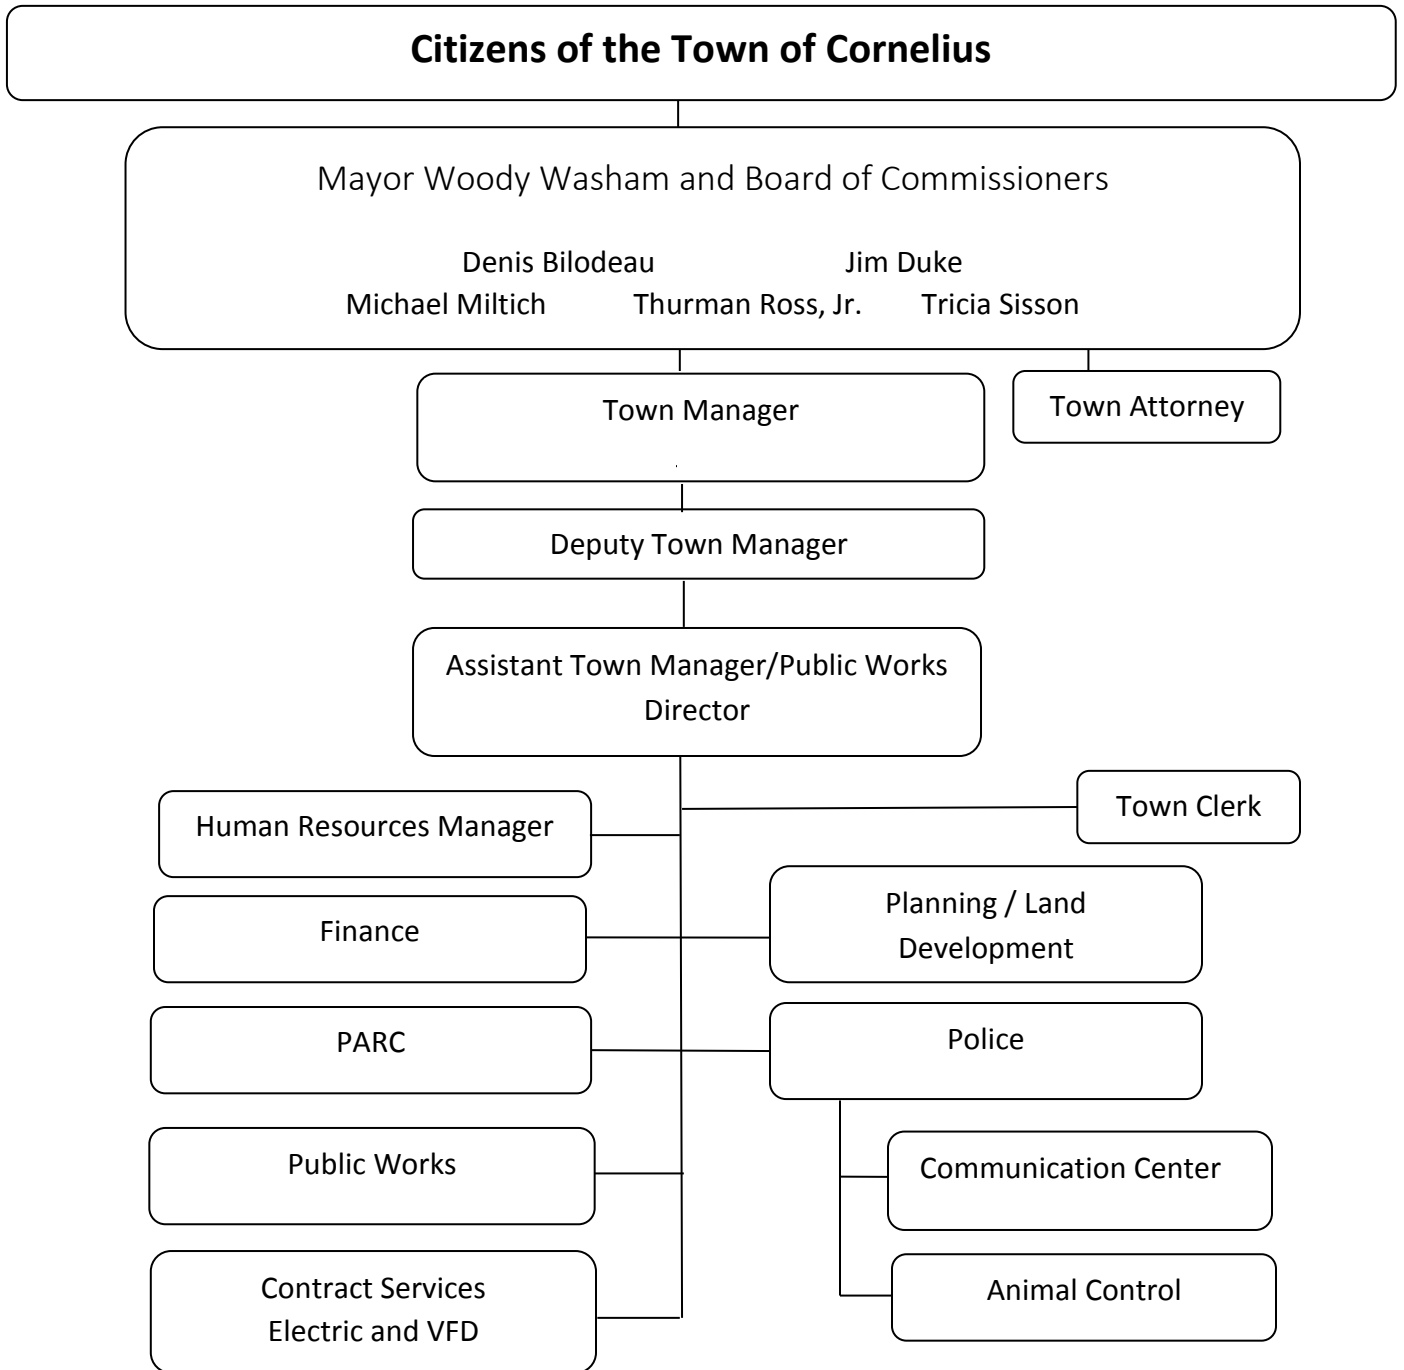 Citizens of the Town of Cornelius
Mayor Woody Washam and Board of Commissioners
Denis Bilodeau Jim Duke
Michael Miltich Thurman Ross, Jr. Tricia Sisson
Town Manager
Town Attorney
.
Deputy Town Manager
Assistant Town Manager/Public Works
Director
Town Clerk
Human Resources Manager
Planning / Land
Development
Finance
PARC
Police
Public Works
Communication Center
Contract Services
Electric and VFD
Animal Control